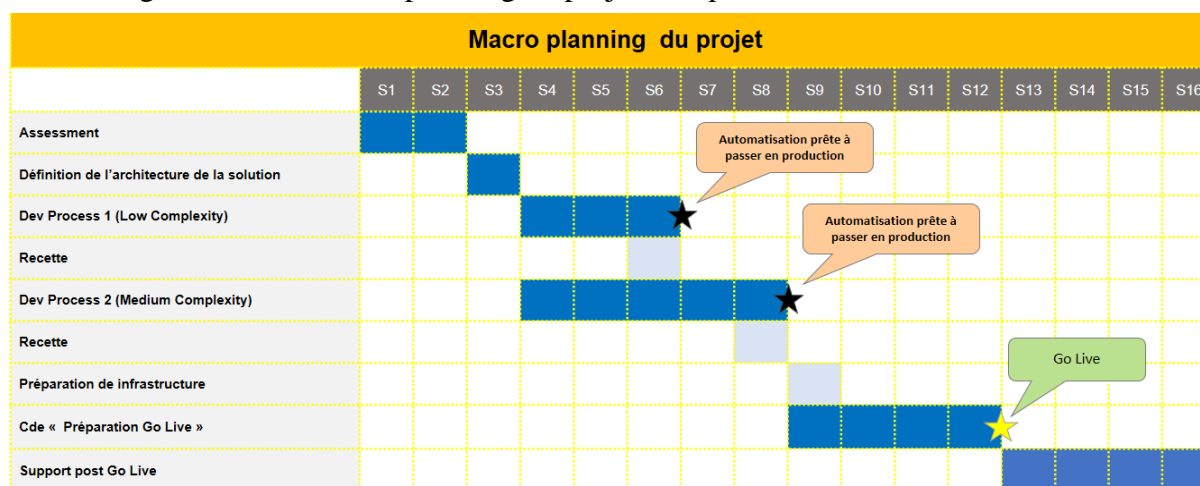 Macro planning du projet
S1 S2 S3 S4 S5 S6 S7 S8 S9 S10 S11 S12 S13 S14 S15 S16
Assessment
Automatisation prête à
passer en production
Définition de l'architecture de la solution
Dev Process 1 (Low Complexity)
Automatisation prête à
passer en production
Recette
Dev Process 2 (Medium Complexity)
Recette
Go Live
Préparation de infrastructure
Cde « Préparation Go Live »
Support post Go Live